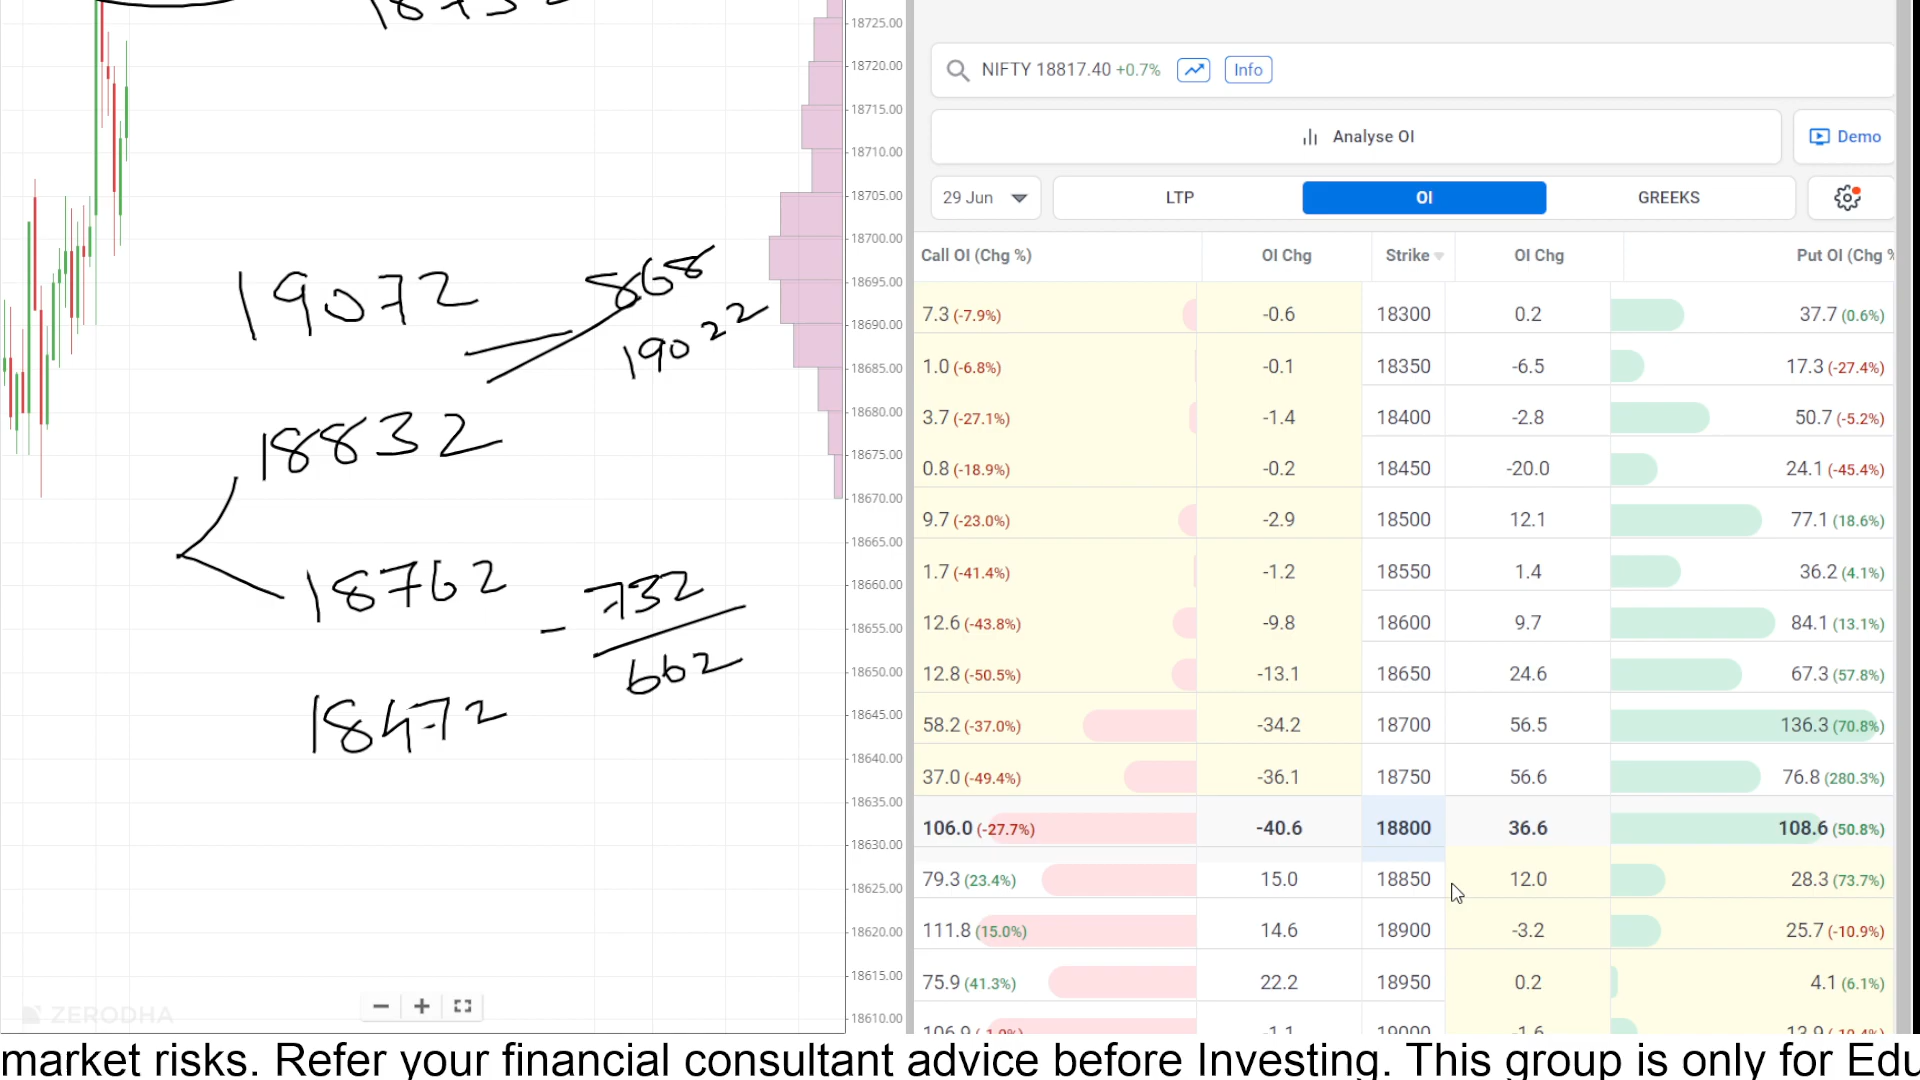 18725.00
18720.00
18715.00
18710.00
18705.00
18700.00
18695.00
18690.00
18685.00
18680.00
18675.00
18670.00
18665.00
18660.00
18655.00
18650.00
18645.00
18640.00
18635.00
18630.00
18625.00
18620.00
18615.00
18610.00
19072
868
19022
18832
18762 - 732
662
18472
ZERODHA
NIFTY 18817.40 +0.7% Info
Analyse OI Demo
29 Jun LTP OI GREEKS
Call OI (Chg %) OI Chg Strike OI Chg Put OI (Chg %
7.3 (-7.9%) -0.6 18300 0.2 37.7 (0.6%)
1.0 (-6.8%) -0.1 18350 -6.5 17.3 (-27.4%)
3.7 (-27.1%) -1.4 18400 -2.8 50.7 (-5.2%)
0.8 (-18.9%) -0.2 18450 -20.0 24.1 (-45.4%)
9.7 (-23.0%) -2.9 18500 12.1 77.1 (18.6%)
1.7 (-41.4%) -1.2 18550 1.4 36.2 (4.1%)
12.6 (-43.8%) -9.8 18600 9.7 84.1 (13.1%)
12.8 (-50.5%) -13.1 18650 24.6 67.3 (57.8%)
58.2 (-37.0%) -34.2 18700 56.5 136.3 (70.8%)
37.0 (-49.4%) -36.1 18750 56.6 76.8 (280.3%)
106.0 (-27.7%) -40.6 18800 36.6 108.6 (50.8%)
79.3 (23.4%) 15.0 18850 12.0 28.3 (73.7%)
111.8 (15.0%) 14.6 18900 -3.2 25.7 (-10.9%)
75.9 (41.3%) 22.2 18950 0.2 4.1 (6.1%)
19000
market risks. Refer your financial consultant advice before Investing. This group is only for Edu